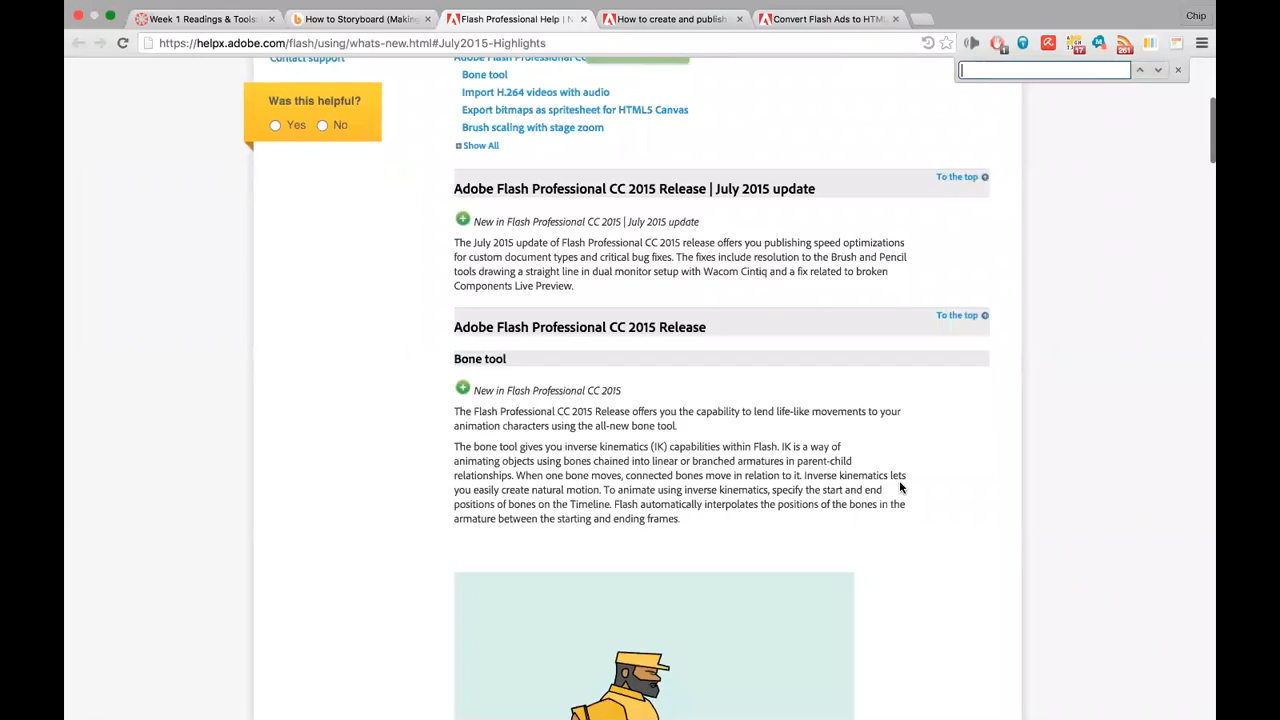 Week 1 Readings & Tools:
How to Storyboard (Making
Flash Professional Help | N
How to create and publish
Convert Flash Ads to HTM
Chip
https://helpx.adobe.com/flash/using/whats-new.html#July2015-Highlights
17
261
Contact support
Adobe Flash Professional CC
Was this helpful?
Yes
No
Bone tool
Import H.264 videos with audio
Export bitmaps as spritesheet for HTML5 Canvas
Brush scaling with stage zoom
Show All
To the top
Adobe Flash Professional CC 2015 Release | July 2015 update
New in Flash Professional CC 2015 | July 2015 update
The July 2015 update of Flash Professional CC 2015 release offers you publishing speed optimizations
for custom document types and critical bug fixes. The fixes include resolution to the Brush and Pencil
tools drawing a straight line in dual monitor setup with Wacom Cintiq and a fix related to broken
Components Live Preview.
To the top
Adobe Flash Professional CC 2015 Release
Bone tool
New in Flash Professional CC 2015
The Flash Professional CC 2015 Release offers you the capability to lend life-like movements to your
animation characters using the all-new bone tool.
The bone tool gives you inverse kinematics (IK) capabilities within Flash. IK is a way of
animating objects using bones chained into linear or branched armatures in parent-child
relationships. When one bone moves, connected bones move in relation to it. Inverse kinematics lets
you easily create natural motion. To animate using inverse kinematics, specify the start and end
positions of bones on the Timeline. Flash automatically interpolates the positions of the bones in the
armature between the starting and ending frames.